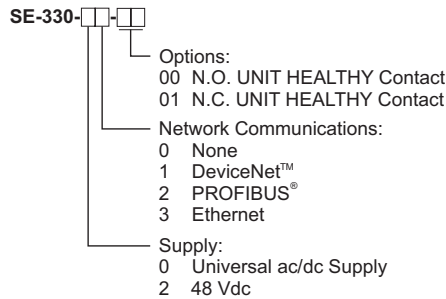 SE-330-□□-□□
Options:
00 N.O. UNIT HEALTHY Contact
01 N.C. UNIT HEALTHY Contact
Network Communications:
0 None
1 DeviceNet™
2 PROFIBUS®
3 Ethernet
Supply:
0 Universal ac/dc Supply
2 48 Vdc